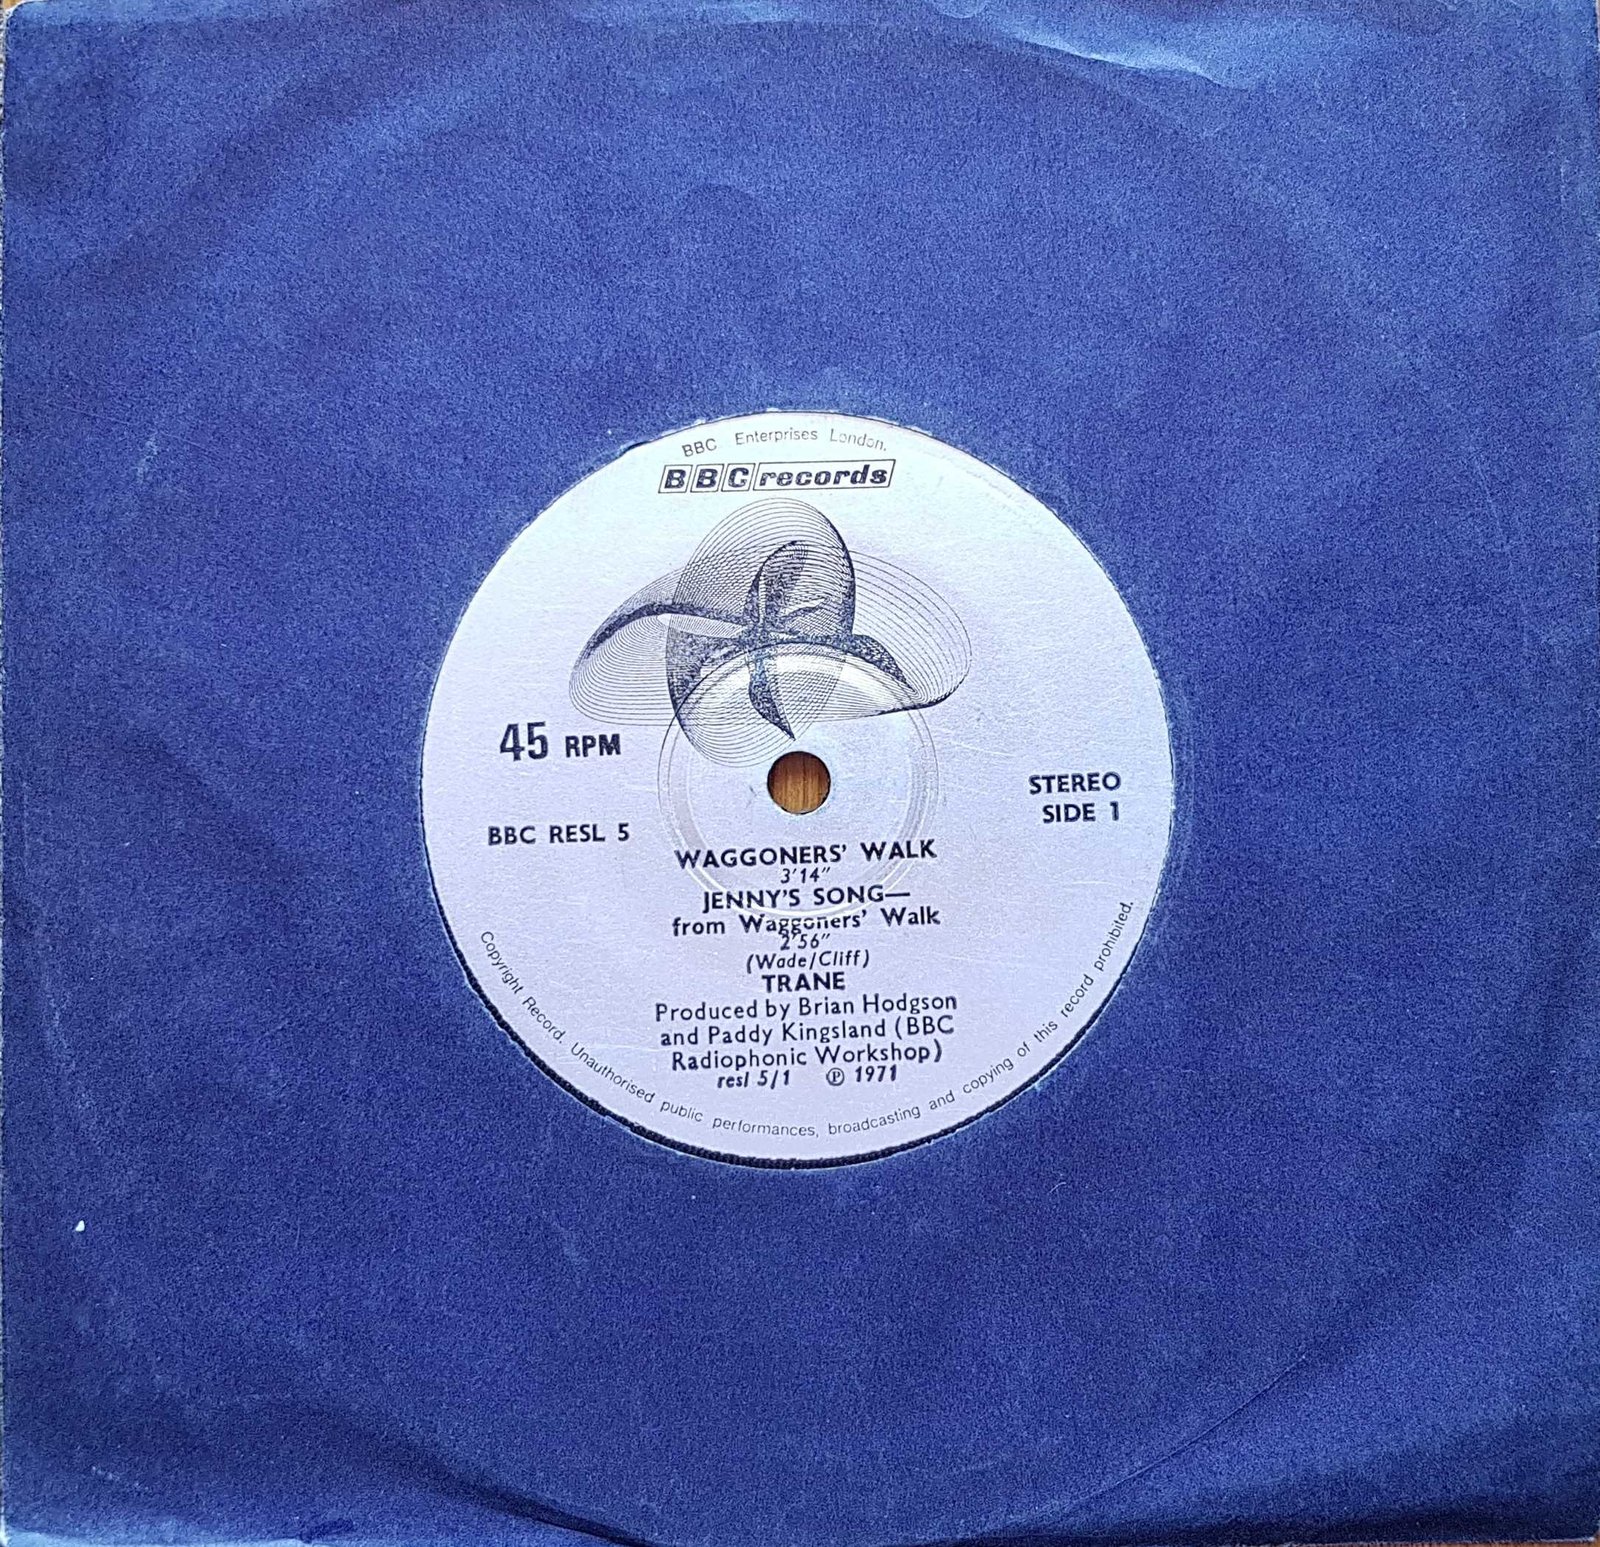 BBC Enterprises London.
BBC records
45 RPM
STEREO
SIDE 1
BBC RESL 5
WAGGONERS' WALK
3'14"
JENNY'S SONG—
from Waggoners' Walk
2'56"
(Wade/Cliff)
TRANE
Produced by Brian Hodgson
and Paddy Kingsland (BBC
Radiophonic Workshop)
resl 5/1 ℗ 1971
Copyright Record. Unauthorised public performances, broadcasting and copying of this record prohibited.